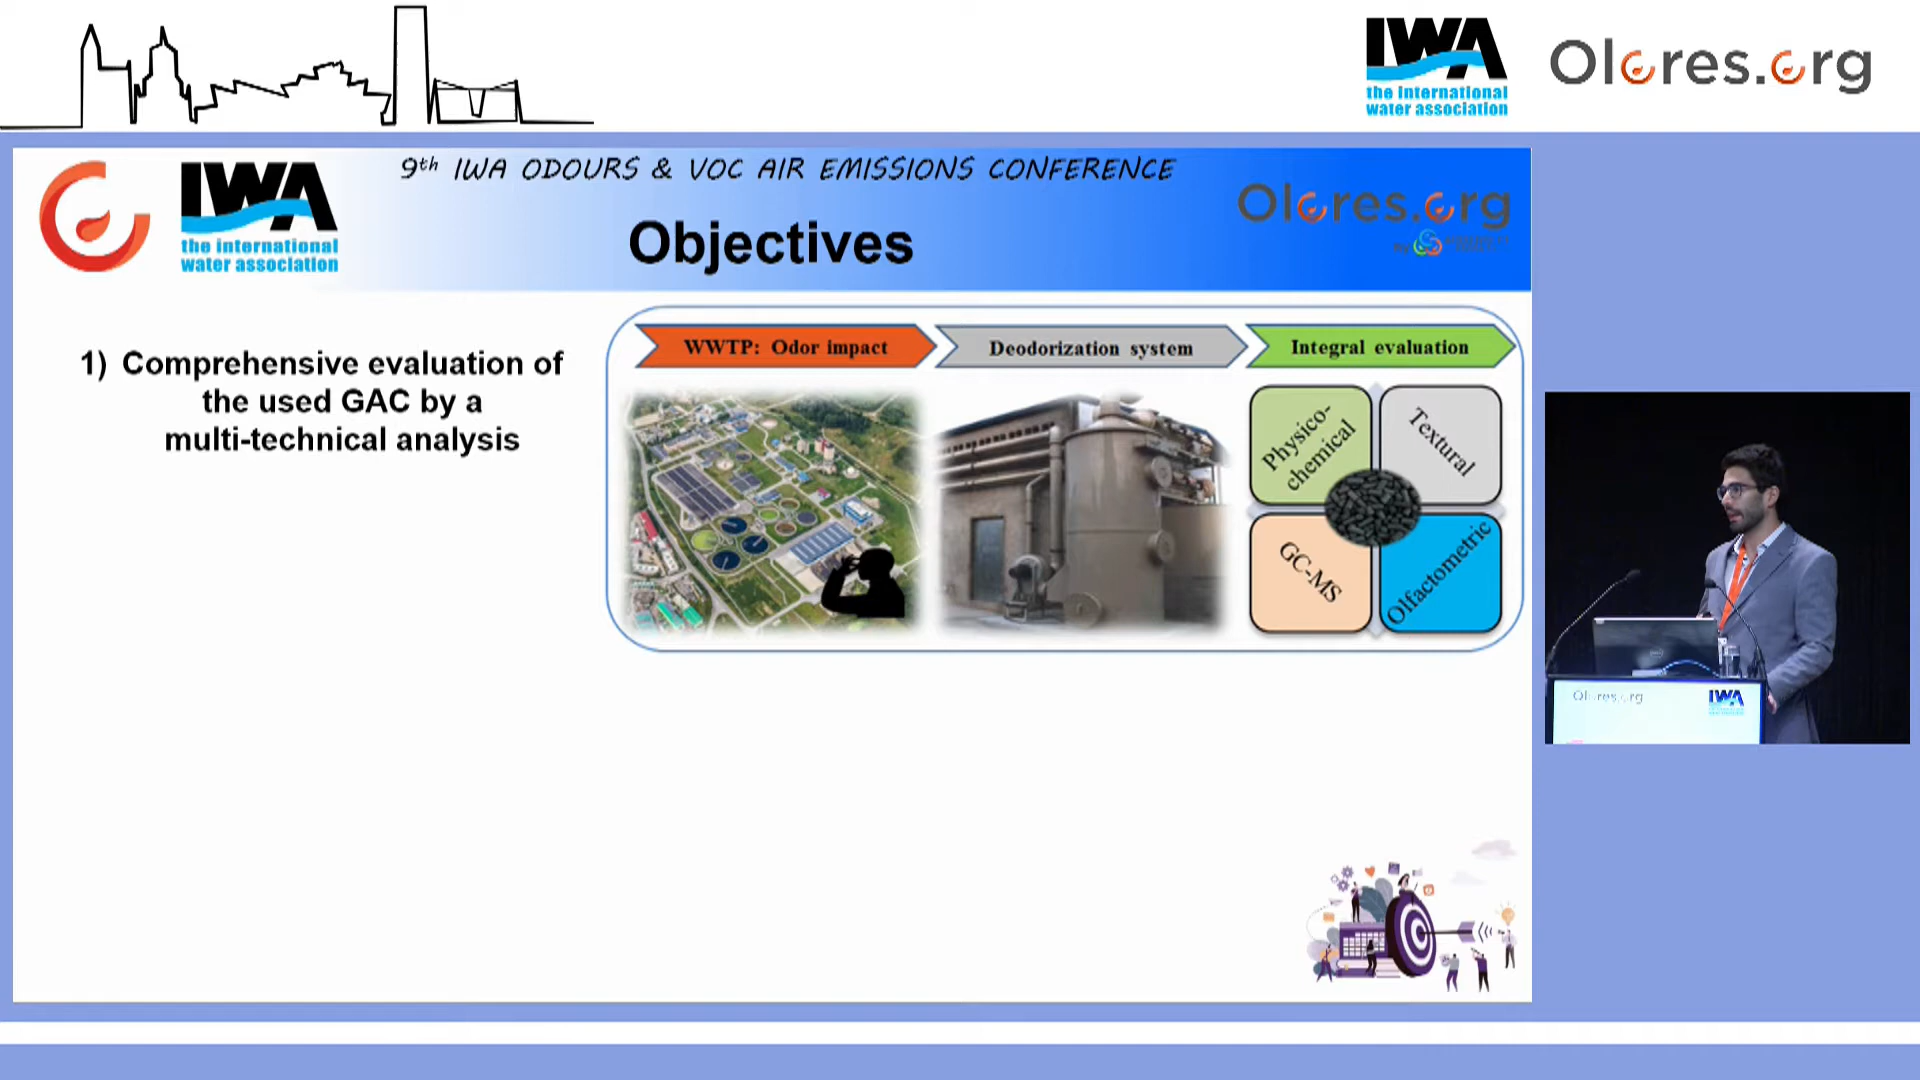 IWA
the international
water association
Olores.org
9th IWA ODOURS & VOC AIR EMISSIONS CONFERENCE
IWA
the international
water association
Olores.org
by
Objectives
1) Comprehensive evaluation of
the used GAC by a
multi-technical analysis
WWTP: Odor impact
Deodorization system
Integral evaluation
Physico-
chemical
Textural
GC-MS
Olfactometric
Olores.org
IWA